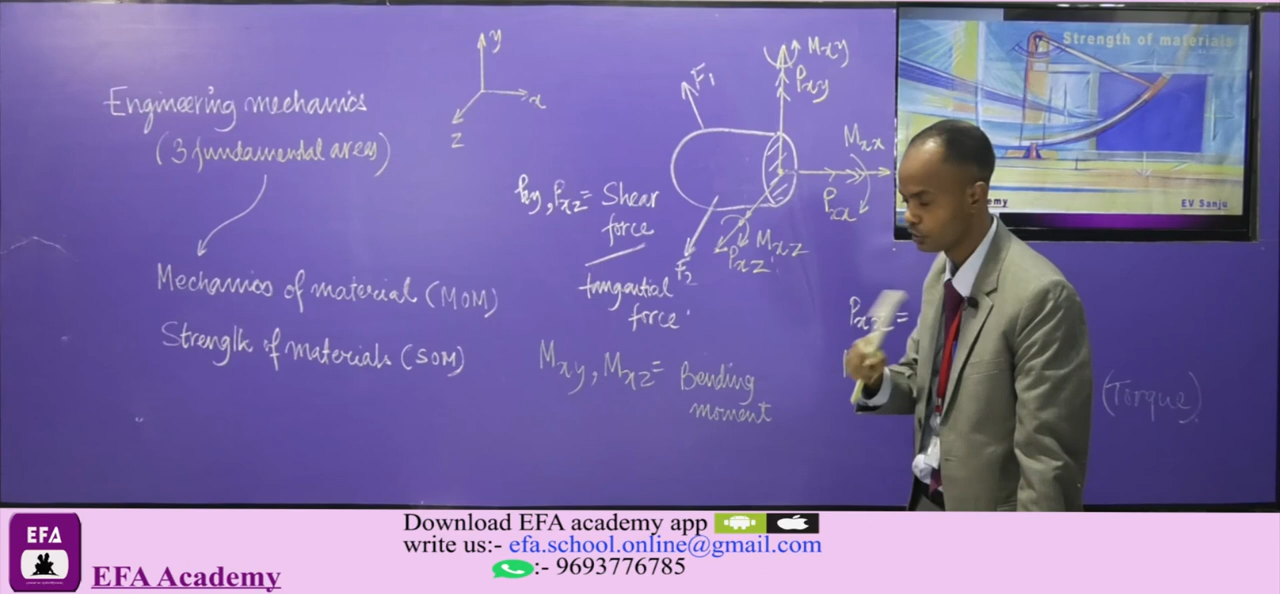 Engineering mechanics
(3 fundamental areas)
Mechanics of material (MOM)
Strength of materials (SOM)
y
x
z
F1
F2
Mxy
Pxy
Mxx
Pxx
Mxz
Pxz
Pxy, Pxz = Shear
force
tangential
force
Mxy, Mxz = Bending
moment
Pxx =
(Torque)
Strength of materials
EV Sanju
EFA
EFA Academy
Download EFA academy app
write us:- efa.school.online@gmail.com
:- 9693776785